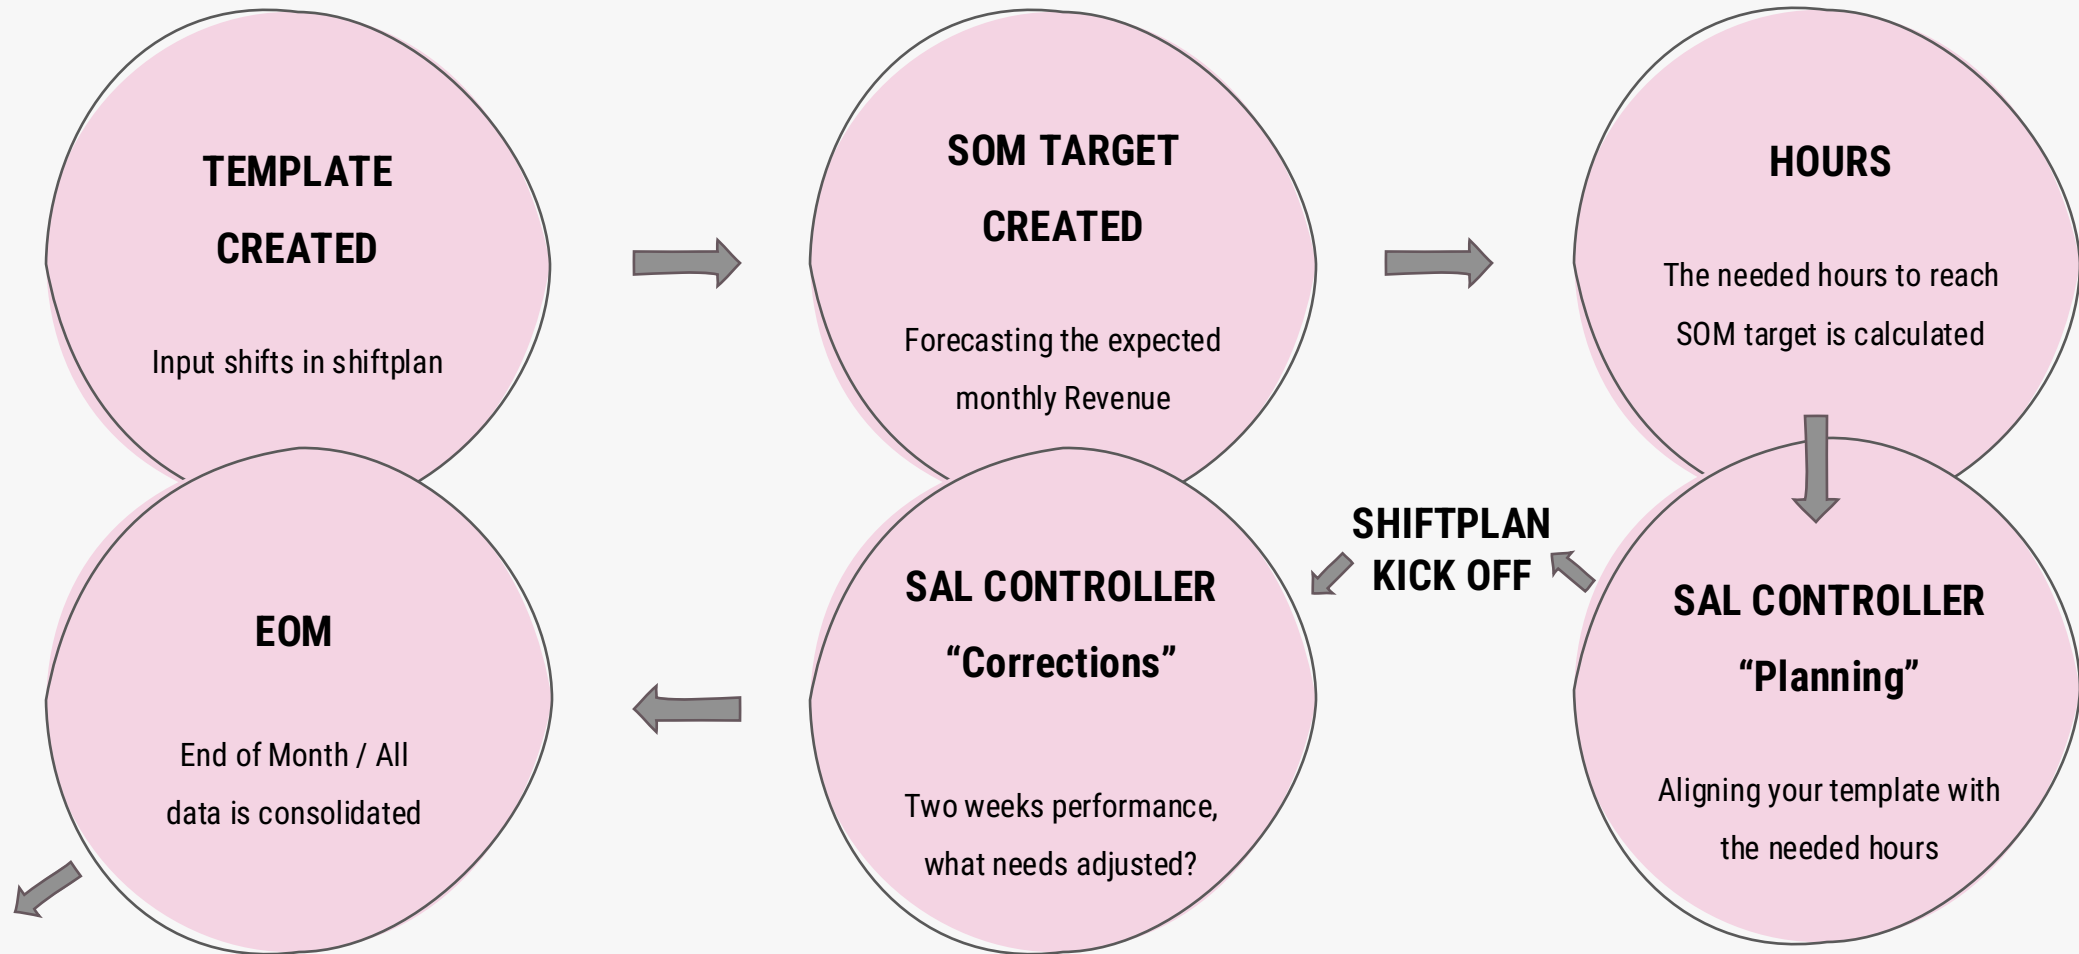 TEMPLATE
CREATED
Input shifts in shiftplan
SOM TARGET
CREATED
Forecasting the expected
monthly Revenue
HOURS
The needed hours to reach
SOM target is calculated
SAL CONTROLLER
“Planning”
Aligning your template with
the needed hours
SHIFTPLAN
KICK OFF
SAL CONTROLLER
“Corrections”
Two weeks performance,
what needs adjusted?
EOM
End of Month / All
data is consolidated